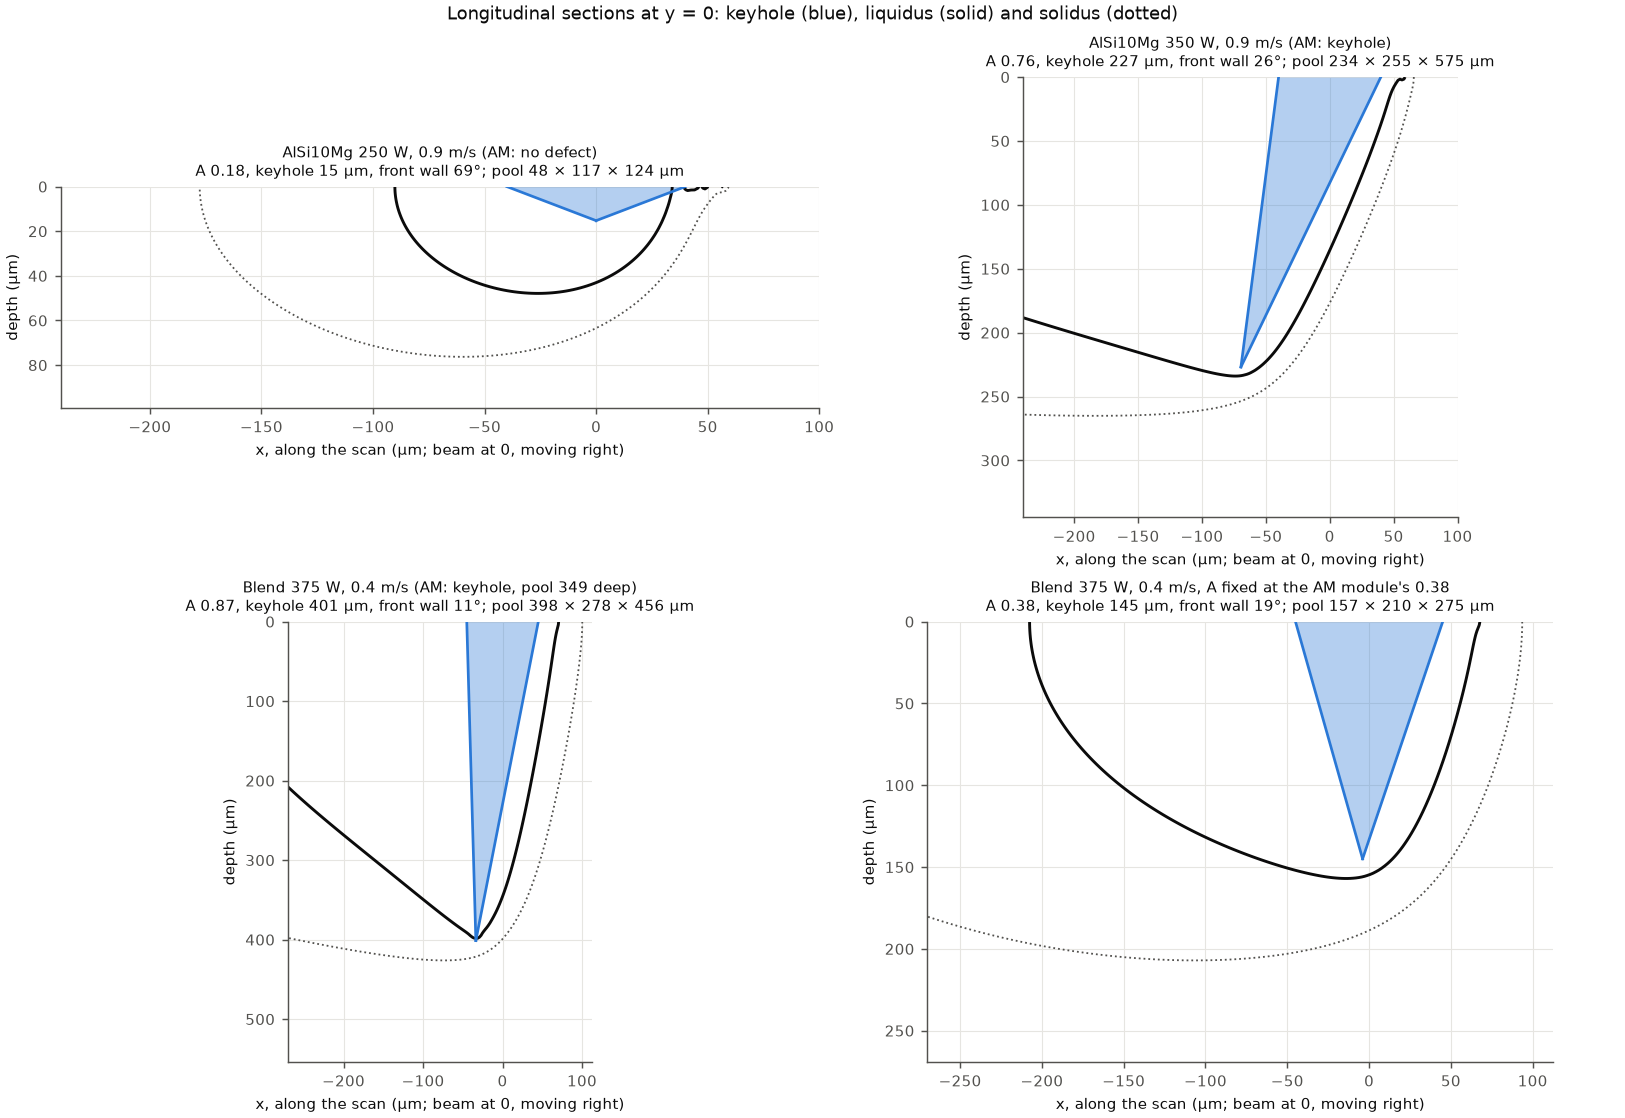 Longitudinal sections at y = 0: keyhole (blue), liquidus (solid) and solidus (dotted)
AlSi10Mg 250 W, 0.9 m/s (AM: no defect)
A 0.18, keyhole 15 µm, front wall 69°; pool 48 × 117 × 124 µm
0
20
40
60
80
depth (µm)
−200 −150 −100 −50 0 50 100
x, along the scan (µm; beam at 0, moving right)
AlSi10Mg 350 W, 0.9 m/s (AM: keyhole)
A 0.76, keyhole 227 µm, front wall 26°; pool 234 × 255 × 575 µm
0
50
100
150
200
250
300
depth (µm)
−200 −150 −100 −50 0 50 100
x, along the scan (µm; beam at 0, moving right)
Blend 375 W, 0.4 m/s (AM: keyhole, pool 349 deep)
A 0.87, keyhole 401 µm, front wall 11°; pool 398 × 278 × 456 µm
0
100
200
300
400
500
depth (µm)
−200 −100 0 100
x, along the scan (µm; beam at 0, moving right)
Blend 375 W, 0.4 m/s, A fixed at the AM module's 0.38
A 0.38, keyhole 145 µm, front wall 19°; pool 157 × 210 × 275 µm
0
50
100
150
200
250
depth (µm)
−250 −200 −150 −100 −50 0 50 100
x, along the scan (µm; beam at 0, moving right)